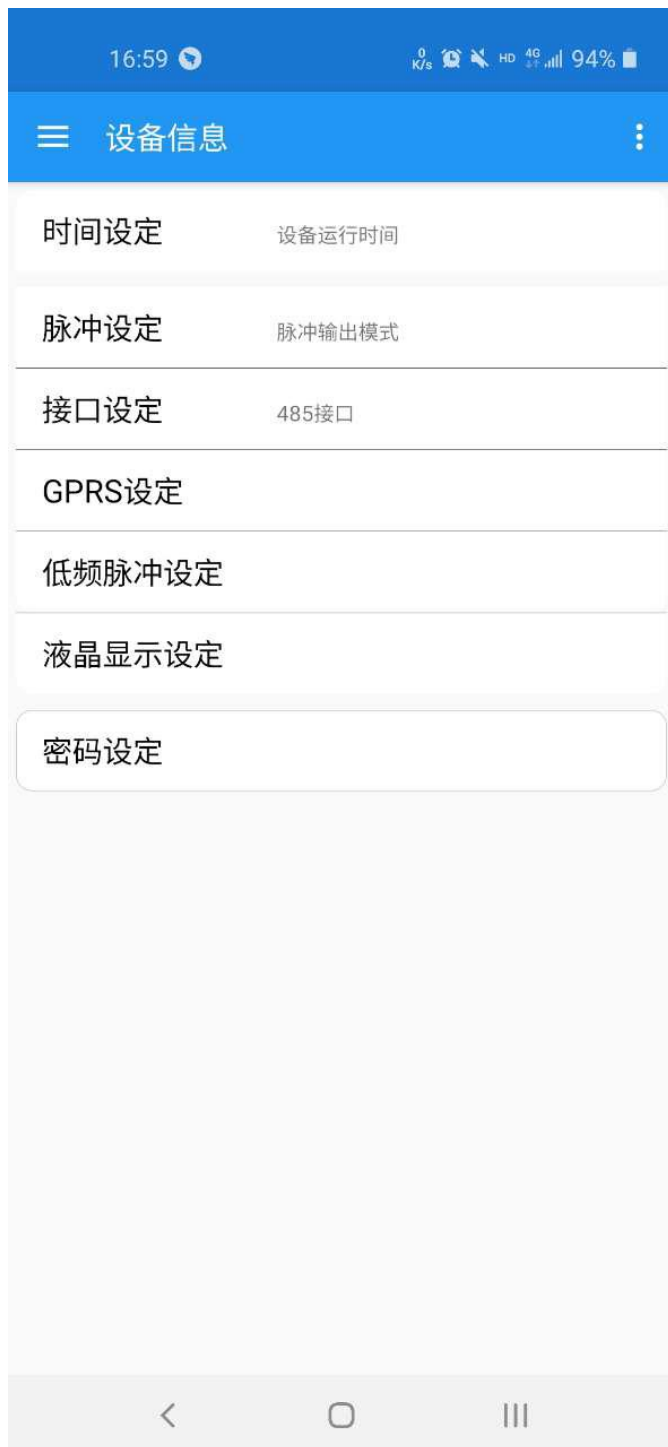 16:59 0 K/s HD 4G 94%
设备信息
时间设定 设备运行时间
脉冲设定 脉冲输出模式
接口设定 485接口
GPRS设定
低频脉冲设定
液晶显示设定
密码设定